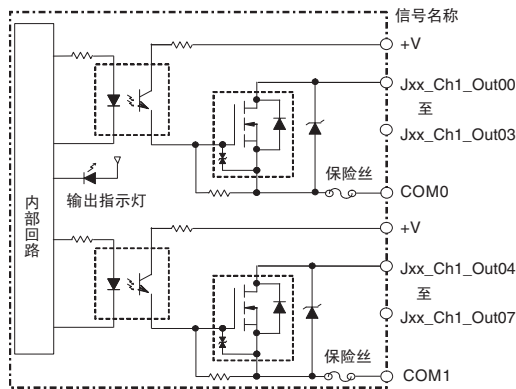 信号名称
+V
Jxx_Ch1_Out00
至
Jxx_Ch1_Out03
保险丝
COM0
输出指示灯
内部回路
+V
Jxx_Ch1_Out04
至
Jxx_Ch1_Out07
保险丝
COM1